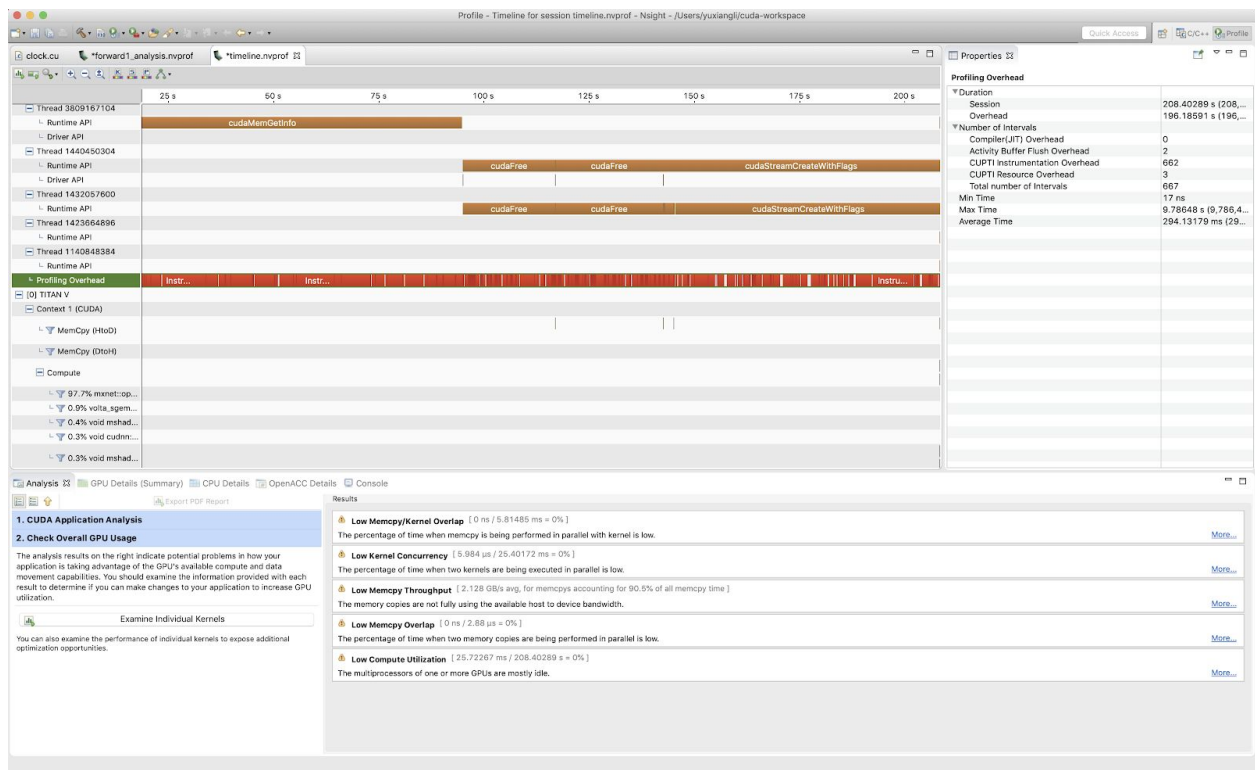 Profile - Timeline for session timeline.nvprof - Nsight - /Users/yuxiangli/cuda-workspace
Quick Access
C/C++
Profile
clock.cu
*forward1_analysis.nvprof
*timeline.nprof
25 s
50 s
75 s
100 s
125 s
150 s
175 s
200 s
Thread 3809167104
Runtime API
cudaMemGetInfo
Driver API
Thread 1440450304
Runtime API
cudaFree
cudaFree
cudaStreamCreateWithFlags
Driver API
Thread 1432057600
Runtime API
cudaFree
cudaFree
cudaStreamCreateWithFlags
Thread 1423664896
Runtime API
Thread 1140848384
Runtime API
Profiling Overhead
Instr...
Instr...
Instru...
[0] TITAN V
Context 1 (CUDA)
MemCpy (HtoD)
MemCpy (DtoH)
Compute
97.7% mxnet::op...
0.9% volta_sgem...
0.4% void mshad...
0.3% void cudnn:...
0.3% void mshad...
Properties
Profiling Overhead
Duration
Session 208.40289 s (208,...
Overhead 196.18591 s (196,...
Number of Intervals
Compiler(JIT) Overhead 0
Activity Buffer Flush Overhead 2
CUPTI Instrumentation Overhead 662
CUPTI Resource Overhead 3
Total number of Intervals 667
Min Time 17 ns
Max Time 9.78648 s (9,786,4...
Average Time 294.13179 ms (29...
Analysis
GPU Details (Summary)
CPU Details
OpenACC Details
Console
Export PDF Report
1. CUDA Application Analysis
2. Check Overall GPU Usage
The analysis results on the right indicate potential problems in how your
application is taking advantage of the GPU's available compute and data
movement capabilities. You should examine the information provided with each
result to determine if you can make changes to your application to increase GPU
utilization.
Examine Individual Kernels
You can also examine the performance of individual kernels to expose additional
optimization opportunities.
Results
Low Memcpy/Kernel Overlap [ 0 ns / 5.81485 ms = 0% ]
The percentage of time when memcpy is being performed in parallel with kernel is low.
More...
Low Kernel Concurrency [ 5.984 µs / 25.40172 ms = 0% ]
The percentage of time when two kernels are being executed in parallel is low.
More...
Low Memcpy Throughput [ 2.128 GB/s avg, for memcpys accounting for 90.5% of all memcpy time ]
The memory copies are not fully using the available host to device bandwidth.
More...
Low Memcpy Overlap [ 0 ns / 2.88 µs = 0% ]
The percentage of time when two memory copies are being performed in parallel is low.
More...
Low Compute Utilization [ 25.72267 ms / 208.40289 s = 0% ]
The multiprocessors of one or more GPUs are mostly idle.
More...